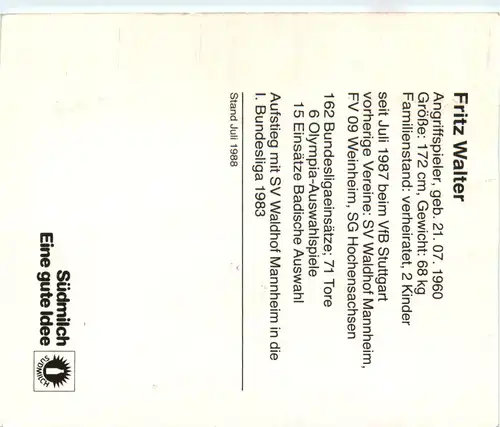 Fritz Walter
Angriffspieler, geb. 21. 07. 1960
Größe: 172 cm, Gewicht: 68 kg
Familienstand: verheiratet, 2 Kinder
seit Juli 1987 beim VfB Stuttgart
vorherige Vereine: SV Waldhof Mannheim,
FV 09 Weinheim, SG Hochensachsen
162 Bundesligaeinsätze; 71 Tore
6 Olympia-Auswahlspiele
15 Einsätze Badische Auswahl
Aufstieg mit SV Waldhof Mannheim in die
I. Bundesliga 1983
Stand Juli 1988
Südmilch
Eine gute Idee
SÜDMILCH